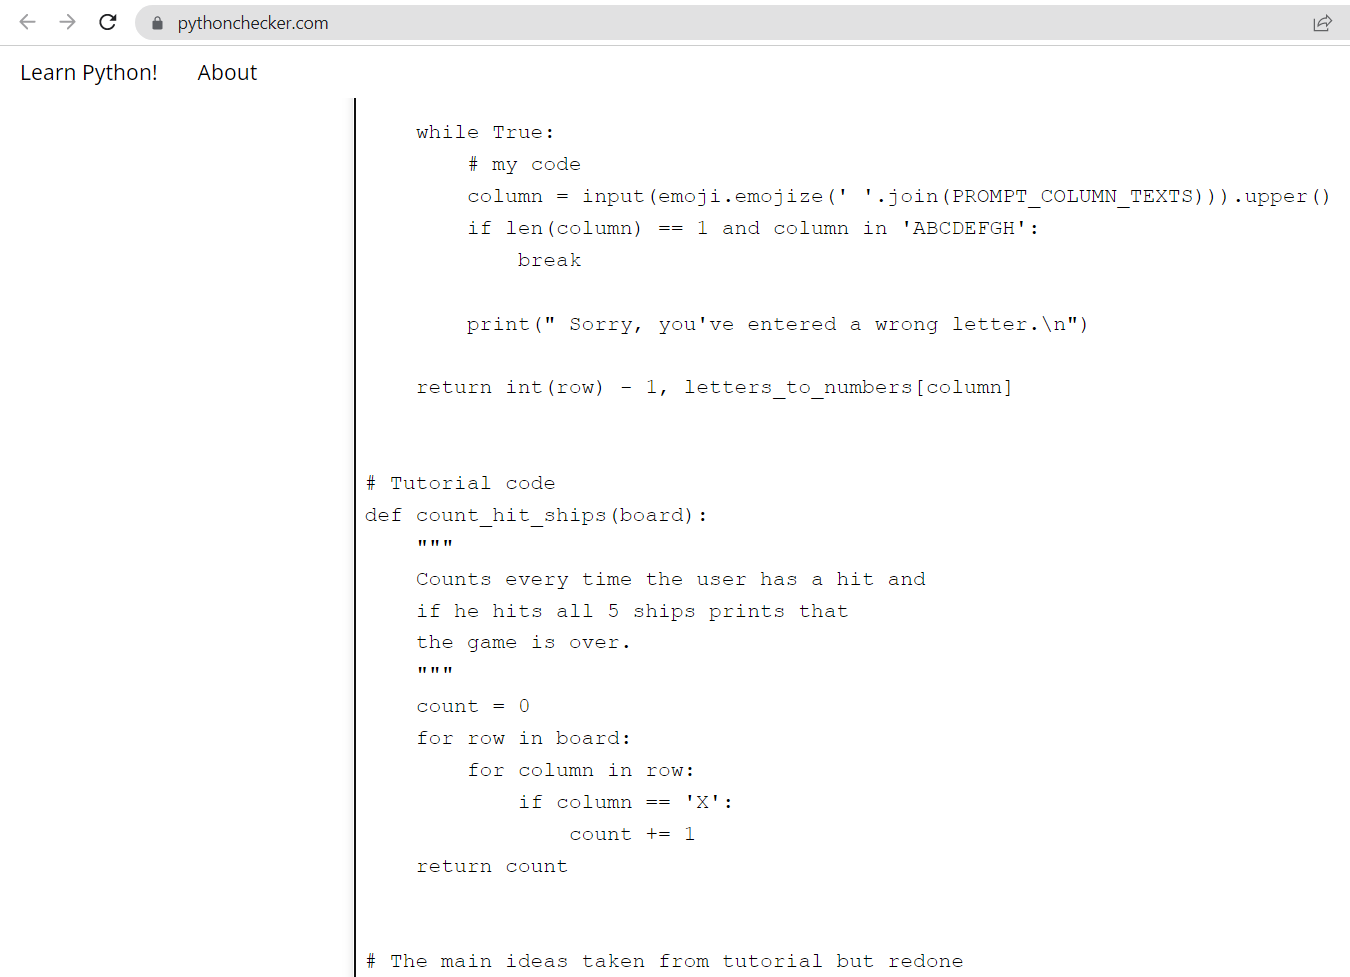 pythonchecker.com
Learn Python! About
while True:
# my code
column = input(emoji.emojize(' '.join(PROMPT_COLUMN_TEXTS))).upper()
if len(column) == 1 and column in 'ABCDEFGH':
break
print(" Sorry, you've entered a wrong letter.\n")
return int(row) - 1, letters_to_numbers[column]
# Tutorial code
def count_hit_ships(board):
"""
Counts every time the user has a hit and
if he hits all 5 ships prints that
the game is over.
"""
count = 0
for row in board:
for column in row:
if column == 'X':
count += 1
return count
# The main ideas taken from tutorial but redone